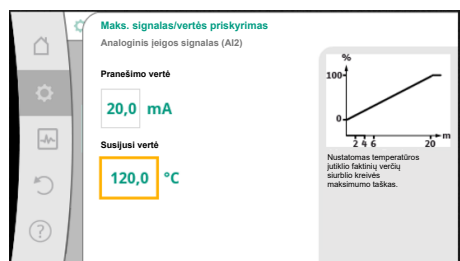 Maks. signalas/vertės priskyrimas
Analoginis įeigos signalas (AI2)
Pranešimo vertė
20,0 mA
Susijusi vertė
120,0 °C
%
100
0
2 4 6 20 m
Nustatomas temperatūros
jutiklio faktinių verčių
siurblio kreivės
maksimumo taškas.
?